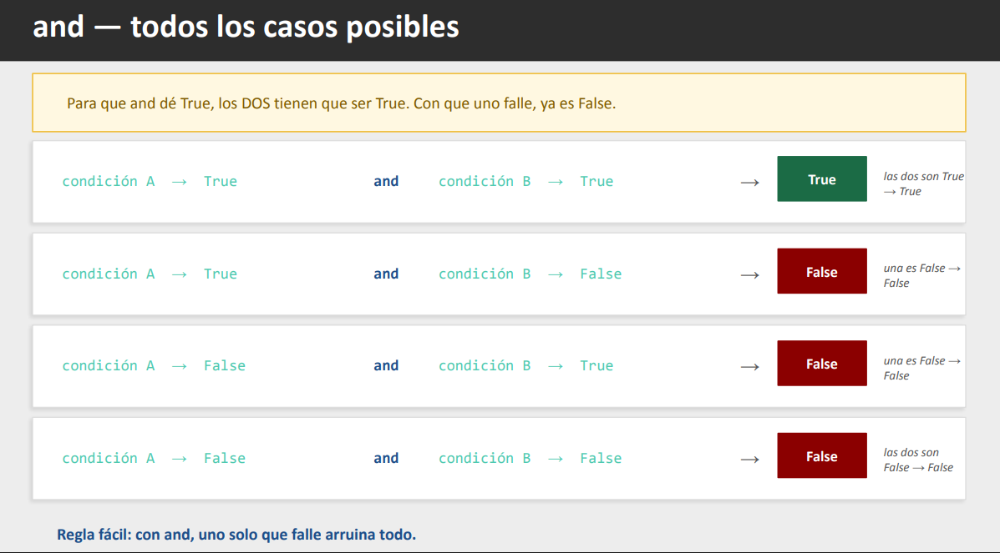 and — todos los casos posibles
Para que and dé True, los DOS tienen que ser True. Con que uno falle, ya es False.
condición A → True and condición B → True → True las dos son True
→ True
condición A → True and condición B → False → False una es False →
False
condición A → False and condición B → True → False una es False →
False
condición A → False and condición B → False → False las dos son
False → False
Regla fácil: con and, uno solo que falle arruina todo.